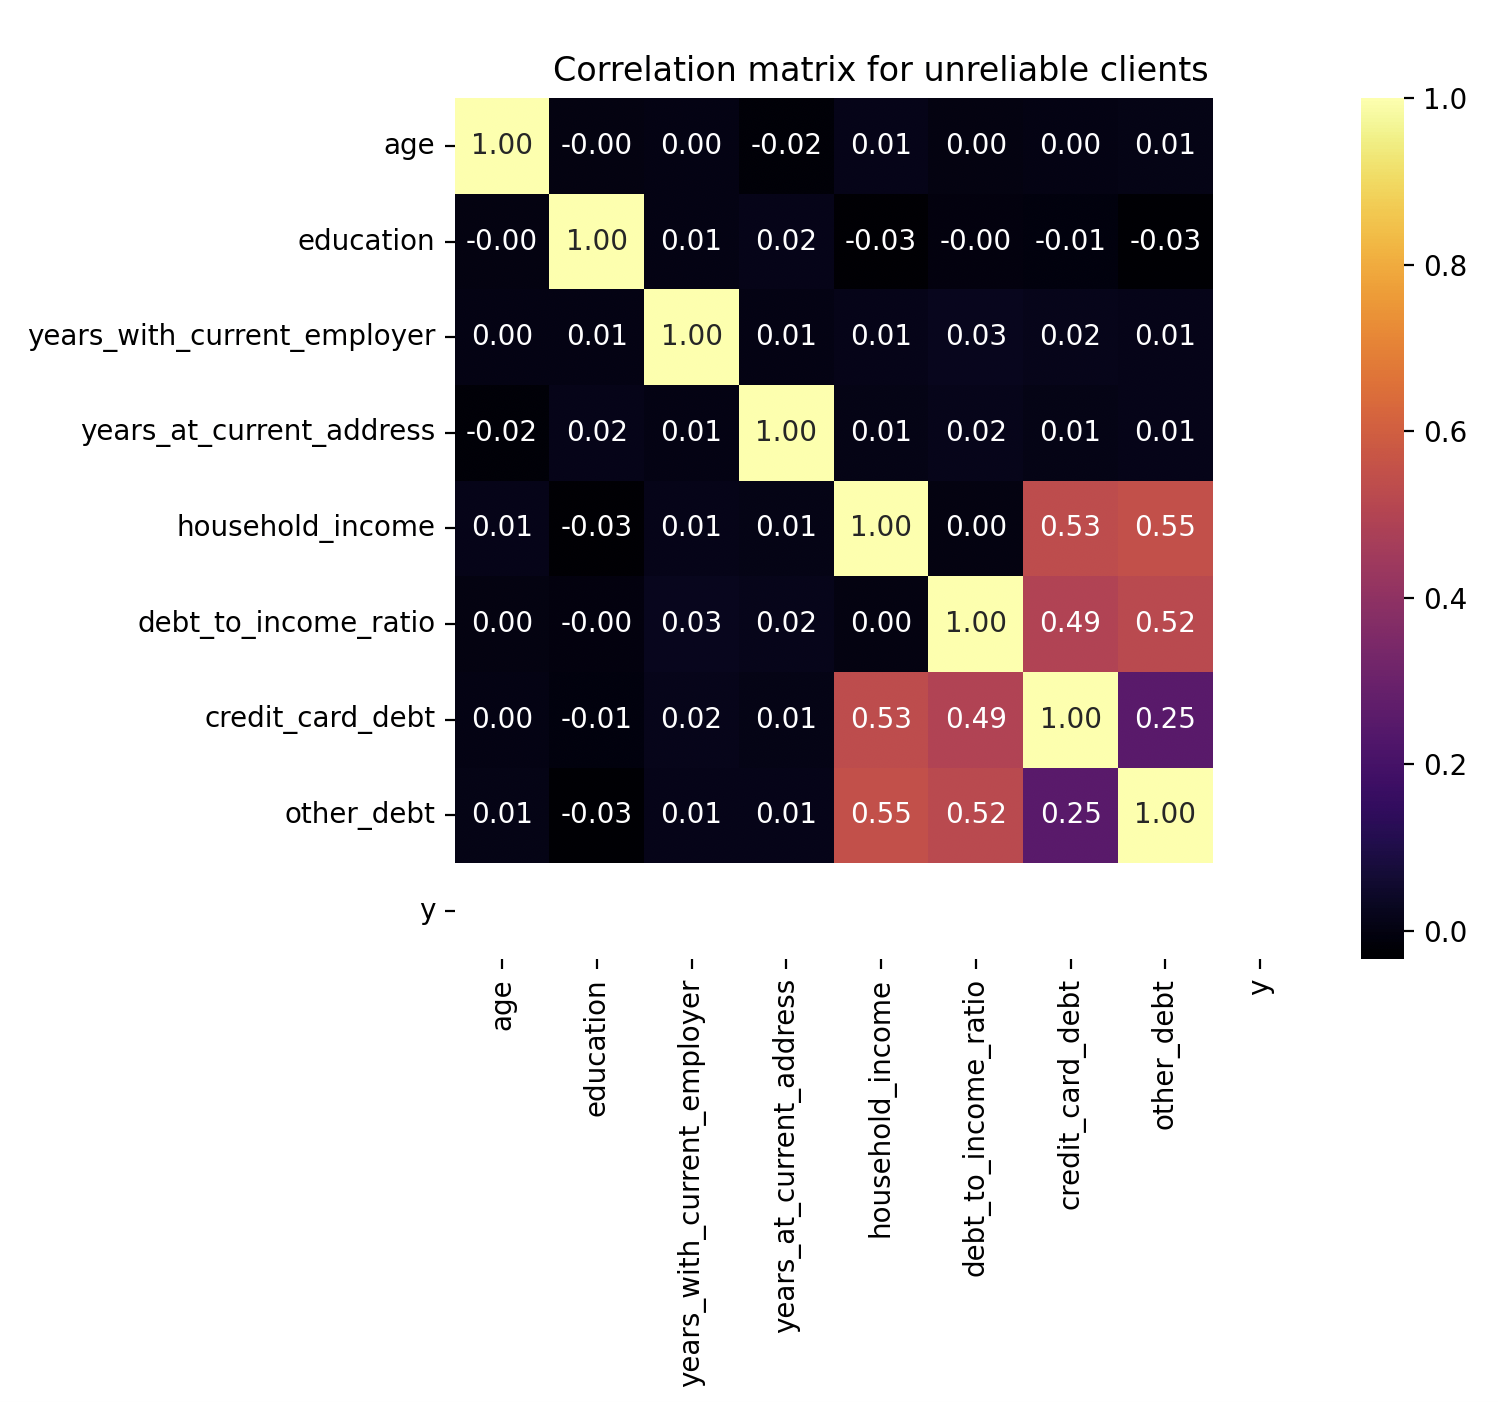 Correlation matrix for unreliable clients
age 1.00 -0.00 0.00 -0.02 0.01 0.00 0.00 0.01
education -0.00 1.00 0.01 0.02 -0.03 -0.00 -0.01 -0.03
years_with_current_employer 0.00 0.01 1.00 0.01 0.01 0.03 0.02 0.01
years_at_current_address -0.02 0.02 0.01 1.00 0.01 0.02 0.01 0.01
household_income 0.01 -0.03 0.01 0.01 1.00 0.00 0.53 0.55
debt_to_income_ratio 0.00 -0.00 0.03 0.02 0.00 1.00 0.49 0.52
credit_card_debt 0.00 -0.01 0.02 0.01 0.53 0.49 1.00 0.25
other_debt 0.01 -0.03 0.01 0.01 0.55 0.52 0.25 1.00
y
age
education
years_with_current_employer
years_at_current_address
household_income
debt_to_income_ratio
credit_card_debt
other_debt
y
1.0
0.8
0.6
0.4
0.2
0.0